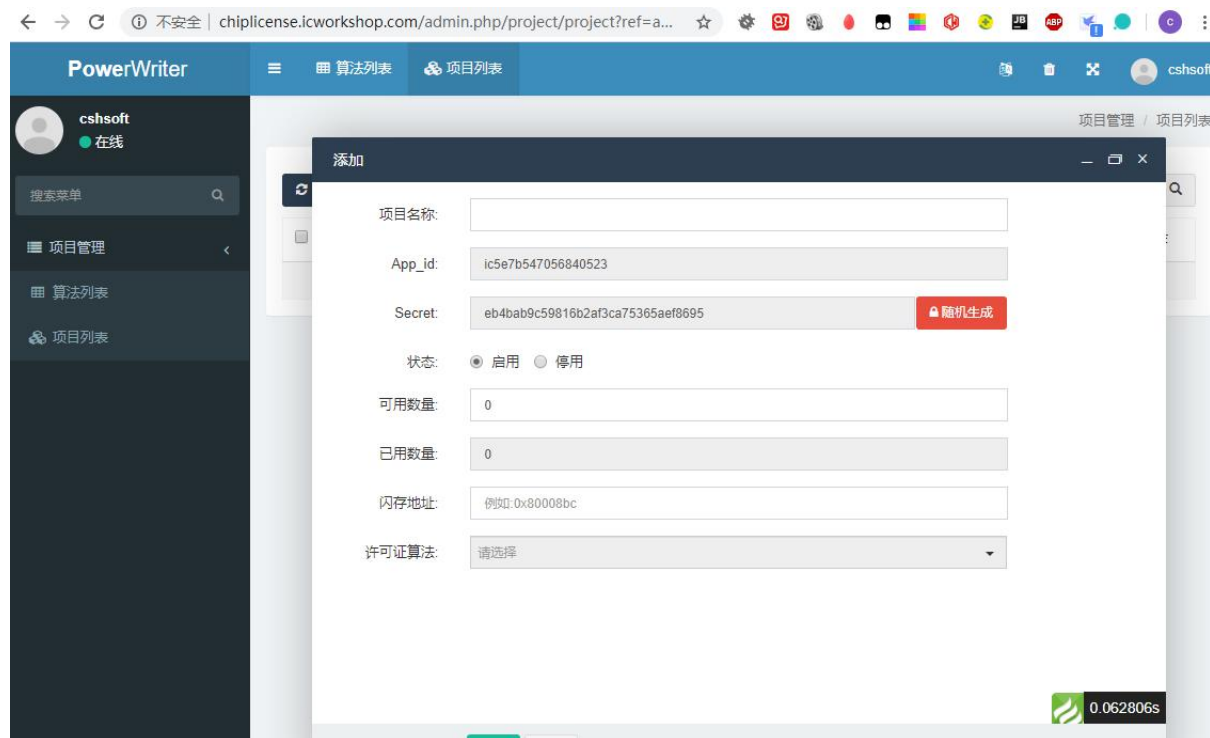 不安全 | chiplicense.icworkshop.com/admin.php/project/project?ref=a...
PowerWriter
算法列表
项目列表
cshsoft
cshsoft
在线
项目管理 / 项目列表
添加
搜索菜单
项目名称:
项目管理
App_id: ic5e7b547056840523
算法列表
Secret: eb4bab9c59816b2af3ca75365aef8695 随机生成
项目列表
状态: 启用 停用
可用数量: 0
已用数量: 0
闪存地址: 例如:0x80008bc
许可证算法: 请选择
0.062806s